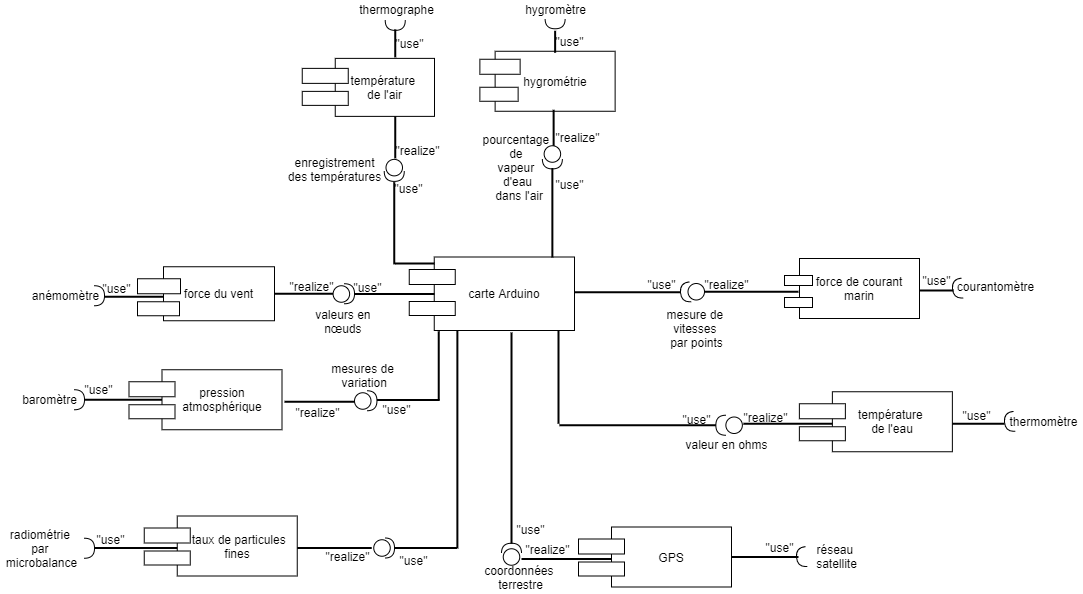 thermographe
hygromètre
"use"
"use"
température
de l'air
hygrométrie
"realize"
"realize"
enregistrement
des températures
pourcentage
de
vapeur
d'eau
dans l'air
"use"
"use"
anémomètre
"use"
force du vent
"realize"
"use"
valeurs en
nœuds
carte Arduino
"use"
"realize"
mesure de
vitesses
par points
force de courant
marin
"use"
courantomètre
baromètre
"use"
pression
atmosphérique
"realize"
mesures de
variation
"use"
"use"
"realize"
valeur en ohms
température
de l'eau
"use"
thermomètre
radiométrie
par
microbalance
"use"
taux de particules
fines
"realize"
"use"
"use"
"realize"
coordonnées
terrestre
GPS
"use"
réseau
satellite